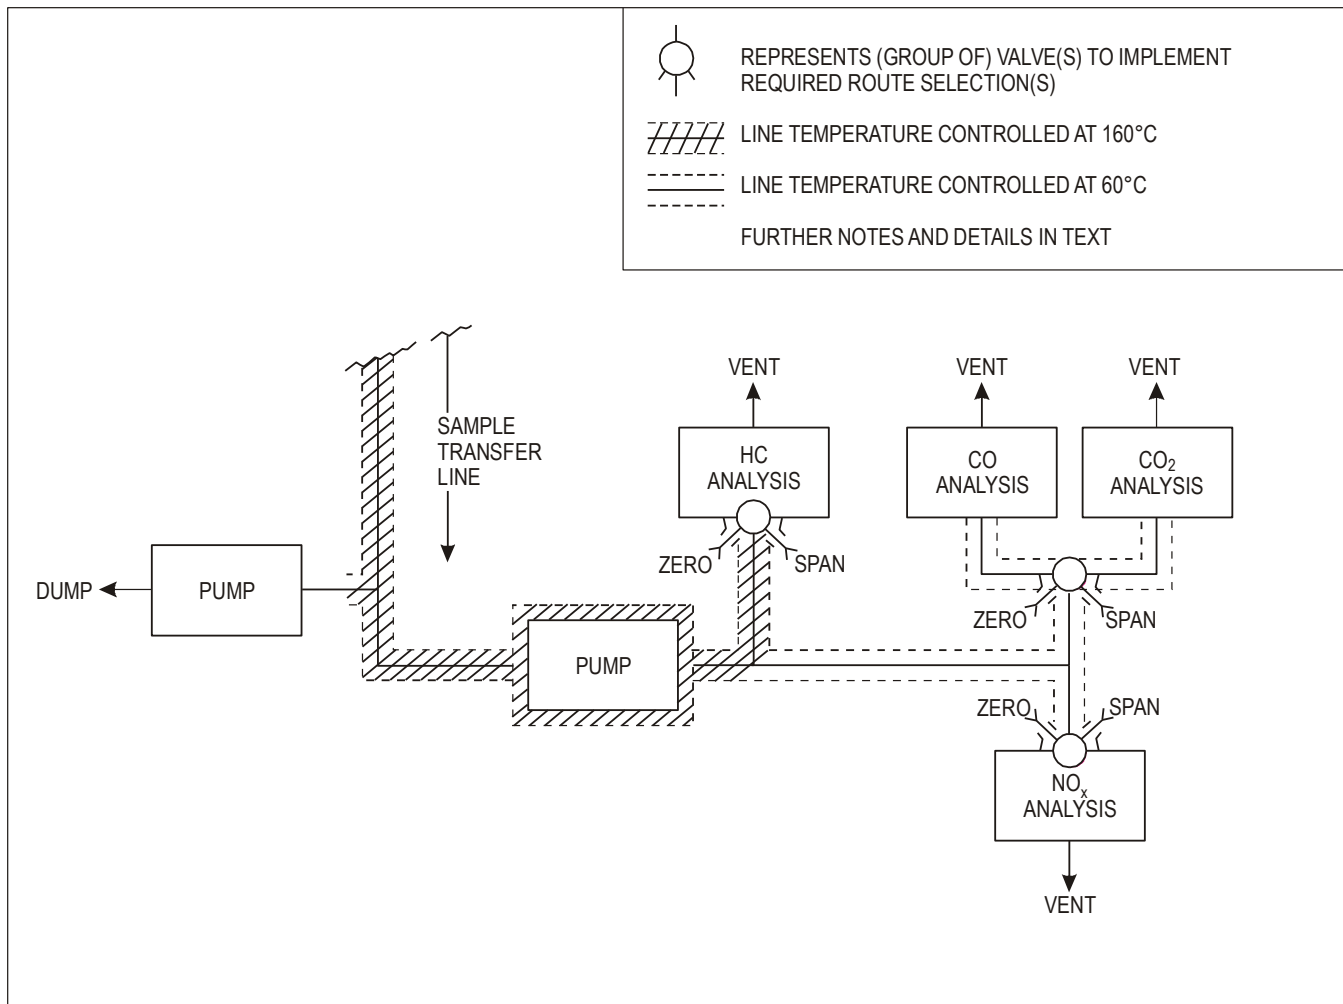 REPRESENTS (GROUP OF) VALVE(S) TO IMPLEMENT
REQUIRED ROUTE SELECTION(S)
LINE TEMPERATURE CONTROLLED AT 160°C
LINE TEMPERATURE CONTROLLED AT 60°C
FURTHER NOTES AND DETAILS IN TEXT
VENT
VENT
VENT
SAMPLE
TRANSFER
LINE
HC
ANALYSIS
CO
ANALYSIS
CO₂
ANALYSIS
ZERO
SPAN
DUMP
PUMP
ZERO
SPAN
PUMP
ZERO
SPAN
NOₓ
ANALYSIS
VENT